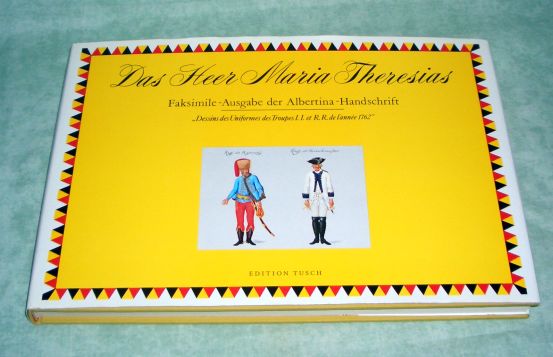 Das Heer Maria Theresias
Faksimile-Ausgabe der Albertina-Handschrift
„Dessins des Uniformes des Troupes I.I. et R.R. de l'année 1762"
EDITION TUSCH